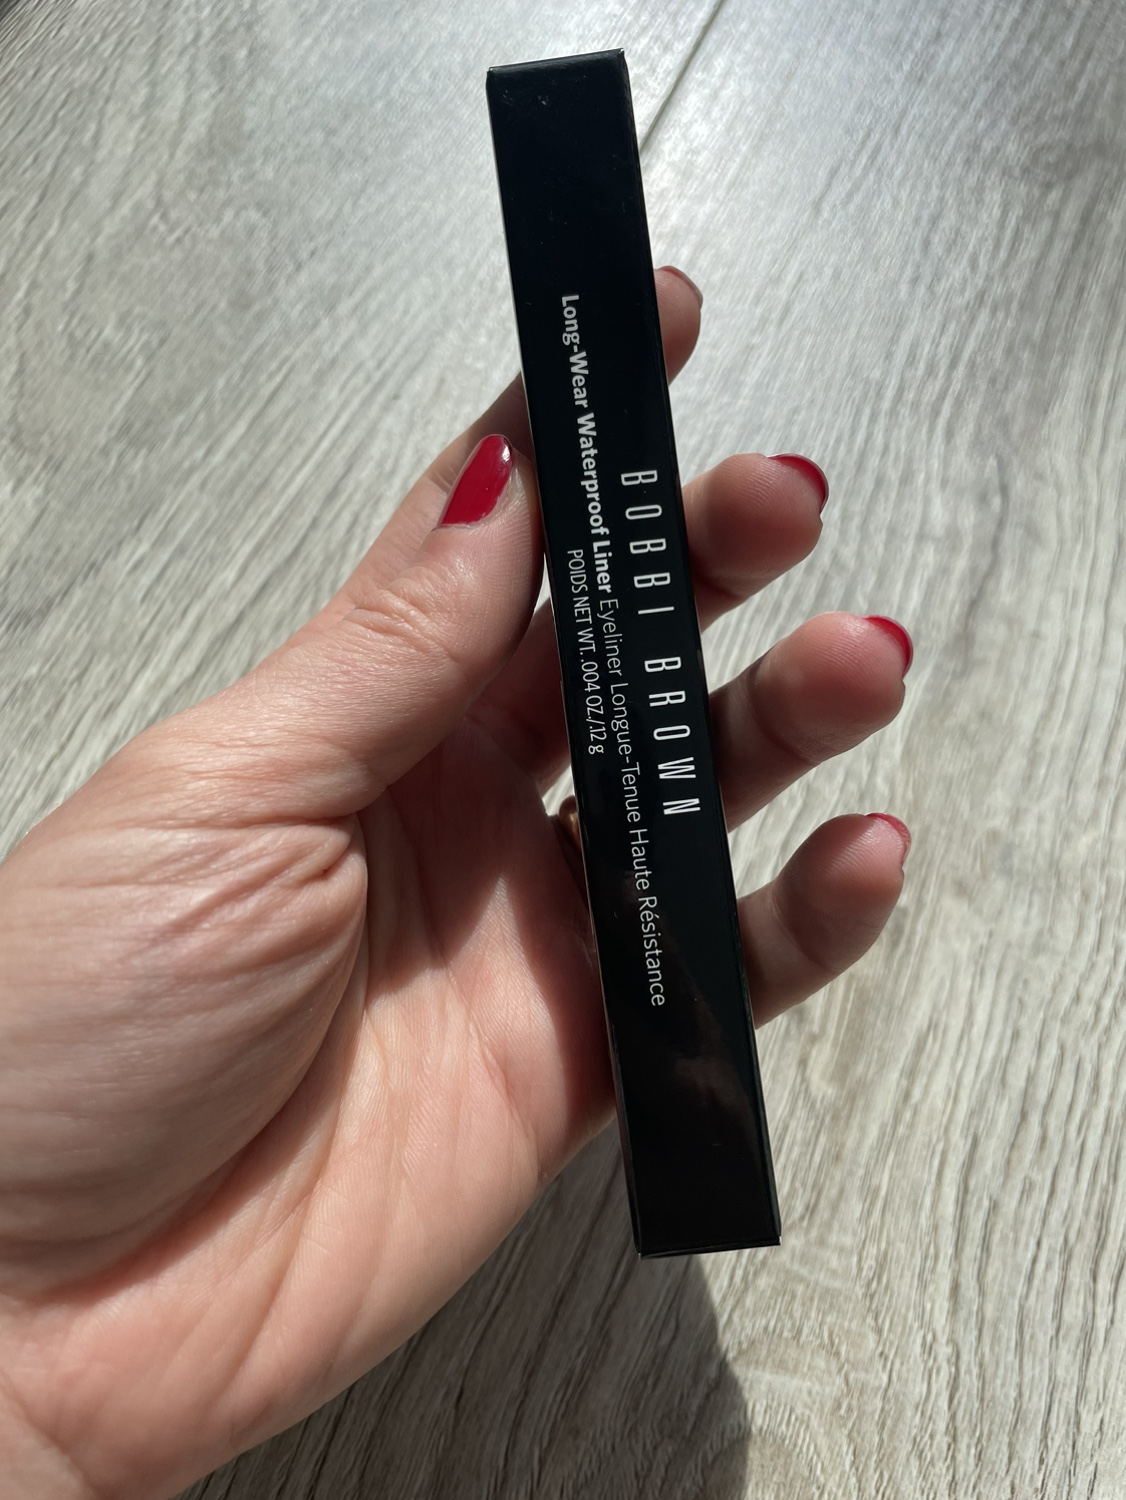 BOBBI BROWN
Long-Wear Waterproof Liner Eyeliner Longue-Tenue Haute Résistance
POIDS NET WT. .004 OZ./.12 g